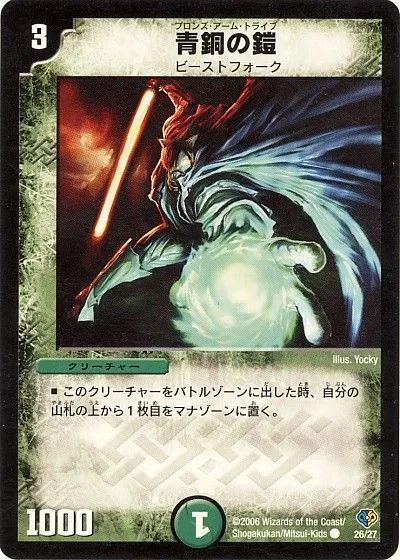 3
ブロンズ・アーム・トライブ
青銅の鎧
ビーストフォーク
illus. Yocky
クリーチャー
■ このクリーチャーをバトルゾーンに出した時、自分の
山札の上から1枚目をマナゾーンに置く。
1000
1
©2006 Wizards of the Coast/
Shogakukan/Mitsui-Kids
26/27